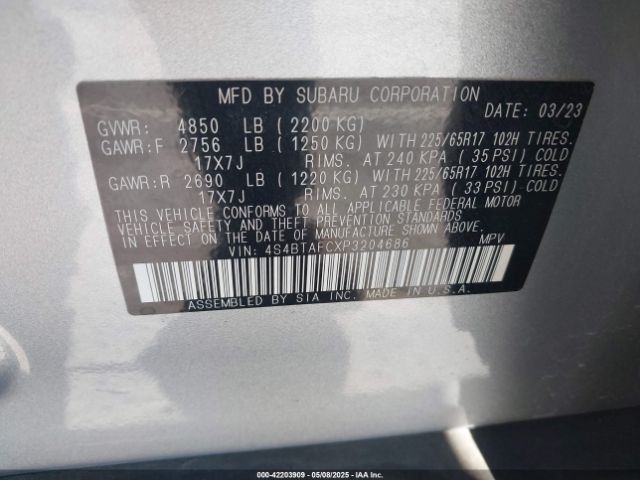 MFD BY SUBARU CORPORATION
DATE: 03/23
GVWR: 4850 LB (2200 KG)
GAWR:F 2756 LB (1250 KG) WITH 225/65R17 102H TIRES.
17X7J RIMS. AT 240 KPA ( 35 PSI) COLD
GAWR:R 2690 LB (1220 KG) WITH 225/65R17 102H TIRES.
17X7J RIMS. AT 230 KPA ( 33 PSI) COLD
THIS VEHICLE CONFORMS TO ALL APPLICABLE FEDERAL MOTOR
VEHICLE SAFETY, BUMPER, AND THEFT PREVENTION STANDARDS
IN EFFECT ON THE DATE OF MANUFACTURE SHOWN ABOVE.
VIN: 4S4BTAFCXP3204686 MPV
ASSEMBLED BY SIA INC. MADE IN U.S.A.
000-42203909 - 05/08/2025 - IAA Inc.